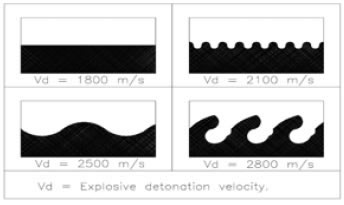 Vd = 1800 m/s
Vd = 2100 m/s
Vd = 2500 m/s
Vd = 2800 m/s
Vd = Explosive detonation velocity.